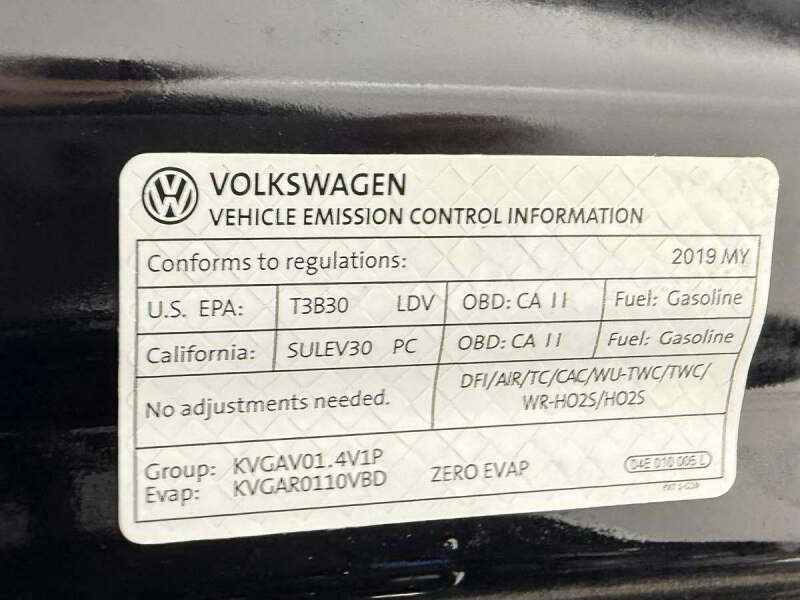 VOLKSWAGEN
VEHICLE EMISSION CONTROL INFORMATION
Conforms to regulations: 2019 MY
U.S. EPA: T3B30 LDV OBD: CA II Fuel: Gasoline
California: SULEV30 PC OBD: CA II Fuel: Gasoline
No adjustments needed. DFI/AIR/TC/CAC/WU-TWC/TWC/
WR-HO2S/HO2S
Group: KVGAV01.4V1P
Evap: KVGAR0110VBD ZERO EVAP 04E 010 005 L